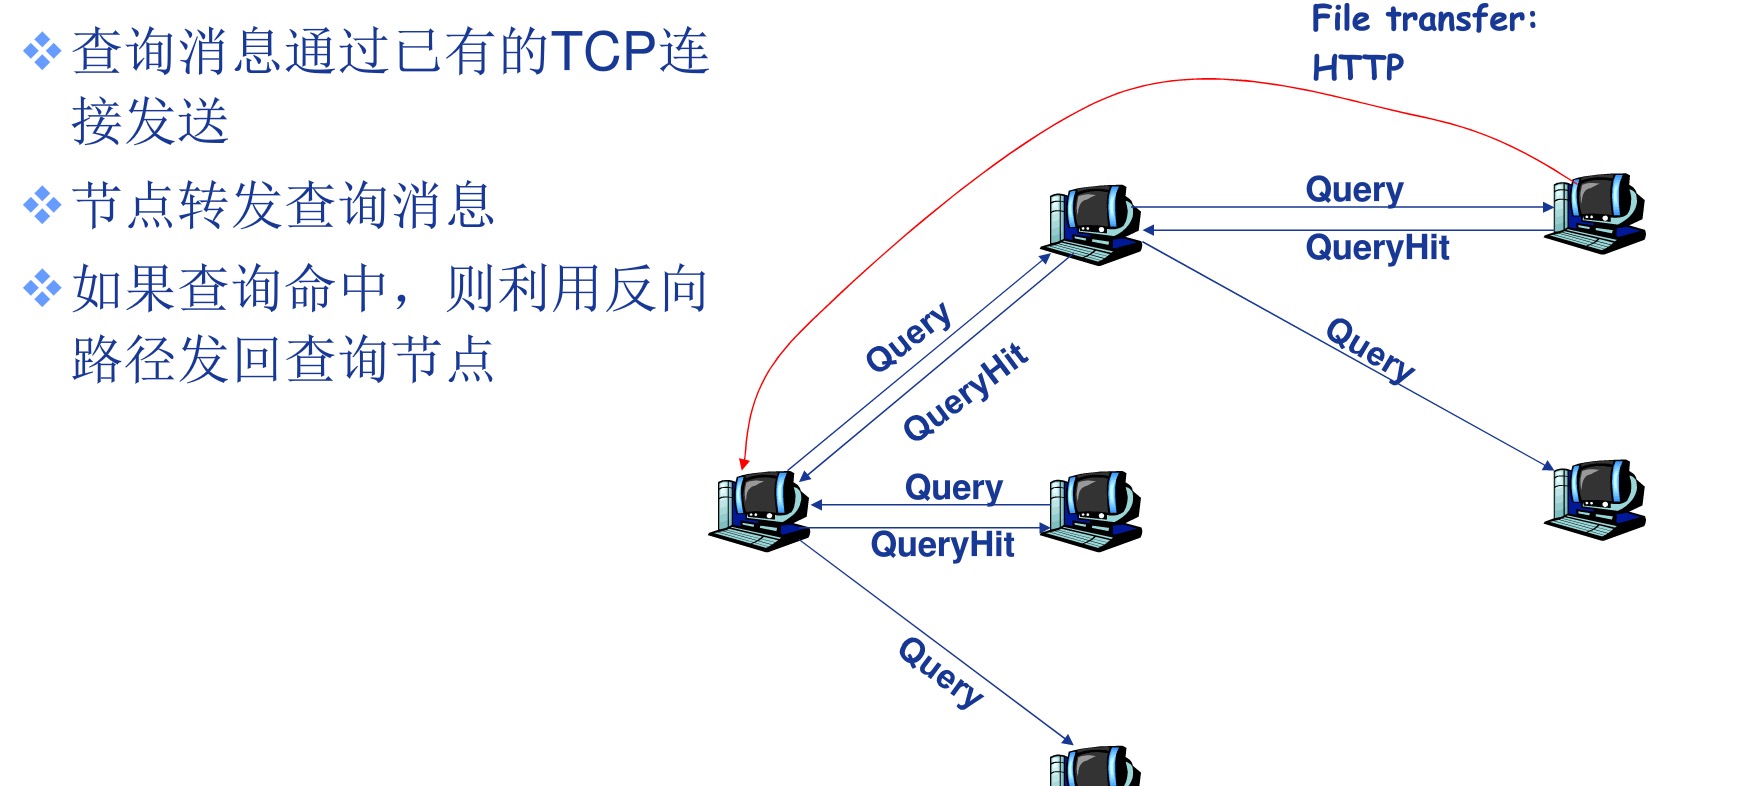 查询消息通过已有的TCP连
接发送
节点转发查询消息
如果查询命中，则利用反向
路径发回查询节点
File transfer:
HTTP
Query
QueryHit
Query
QueryHit
Query
Query
QueryHit
Query